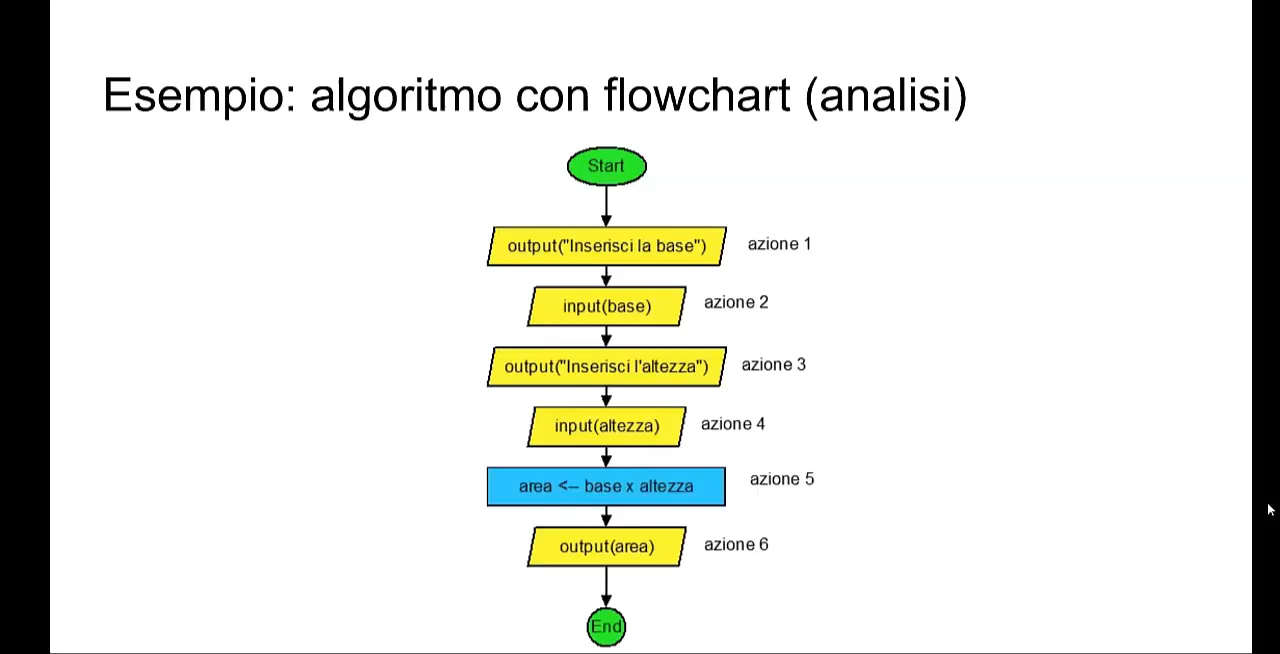 Esempio: algoritmo con flowchart (analisi)
Start
output("Inserisci la base")
azione 1
input(base)
azione 2
output("Inserisci l'altezza")
azione 3
input(altezza)
azione 4
area <-- base x altezza
azione 5
output(area)
azione 6
End